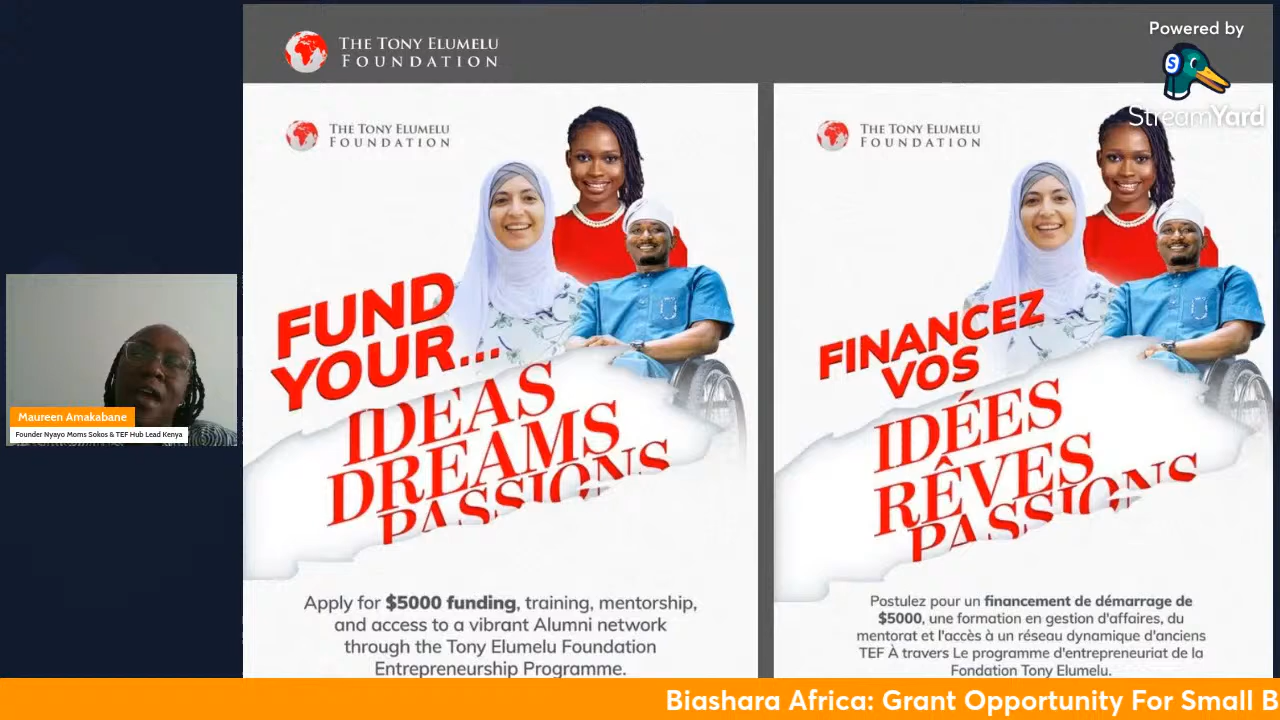 THE TONY ELUMELU
FOUNDATION
Powered by
S
StreamYard
THE TONY ELUMELU
FOUNDATION
FUND
YOUR...
IDEAS
DREAMS
PASSIONS
Apply for $5000 funding, training, mentorship,
and access to a vibrant Alumni network
through the Tony Elumelu Foundation
Entrepreneurship Programme.
THE TONY ELUMELU
FOUNDATION
FINANCEZ
VOS
IDÉES
RÊVES
PASSIONS
Postulez pour un financement de démarrage de
$5000, une formation en gestion d'affaires, du
mentorat et l'accès à un réseau dynamique d'anciens
TEF À travers Le programme d'entrepreneuriat de la
Fondation Tony Elumelu.
Maureen Amakabane
Founder Nyayo Moms Sokos & TEF Hub Lead Kenya
Biashara Africa: Grant Opportunity For Small B